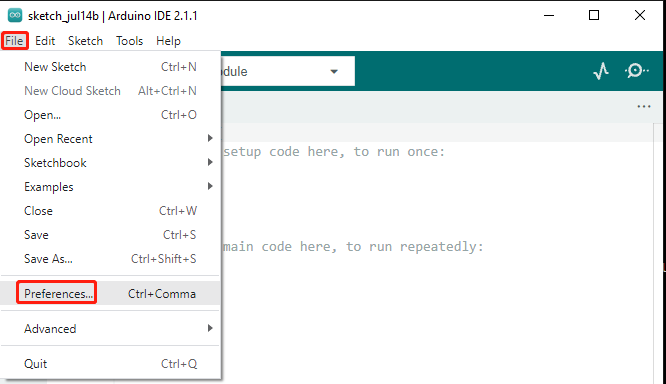 sketch_jul14b | Arduino IDE 2.1.1
File Edit Sketch Tools Help
New Sketch Ctrl+N
New Cloud Sketch Alt+Ctrl+N
Open... Ctrl+O
Open Recent
Sketchbook
Examples
Close Ctrl+W
Save Ctrl+S
Save As... Ctrl+Shift+S
Preferences... Ctrl+Comma
Advanced
Quit Ctrl+Q
dule
setup code here, to run once:
main code here, to run repeatedly: